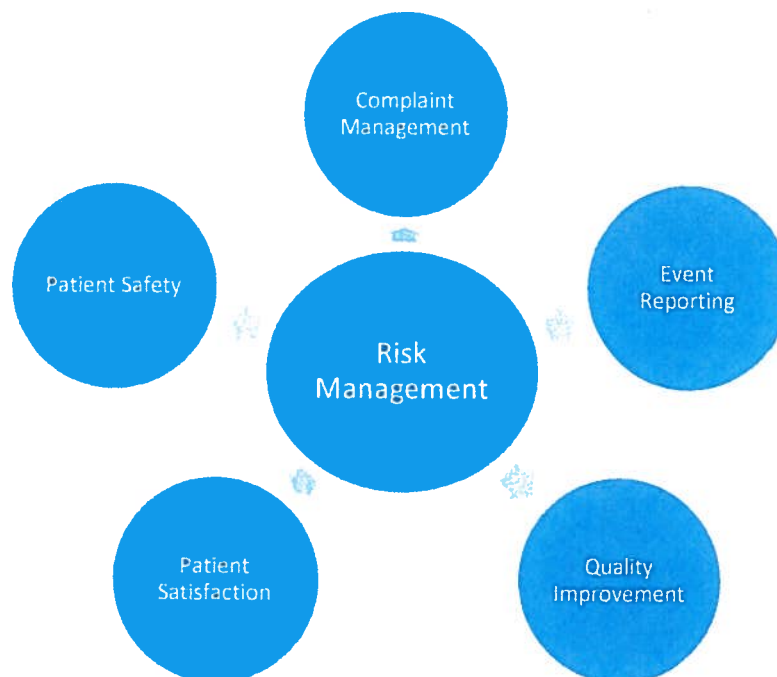 Complaint
Management
Event
Reporting
Quality
Improvement
Patient
Satisfaction
Patient Safety
Risk
Management